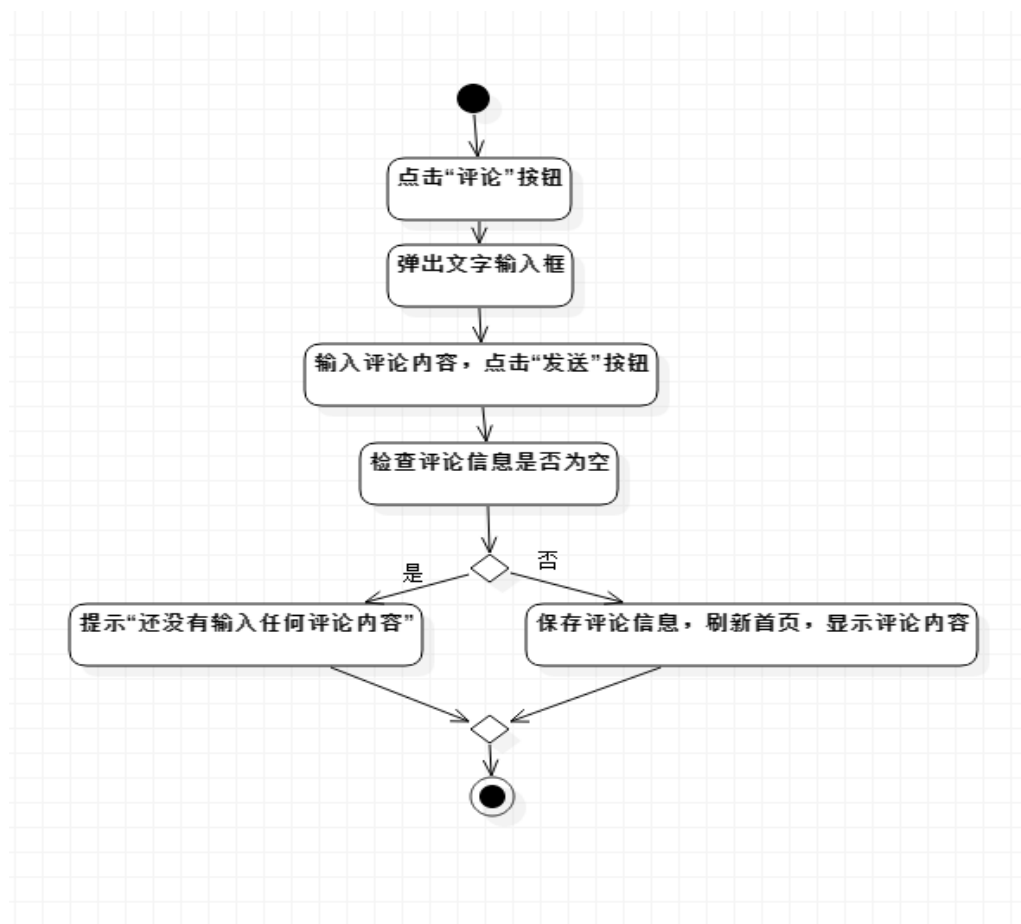 点击“评论”按钮
弹出文字输入框
输入评论内容，点击“发送”按钮
检查评论信息是否为空
是
否
提示“还没有输入任何评论内容”
保存评论信息，刷新首页，显示评论内容